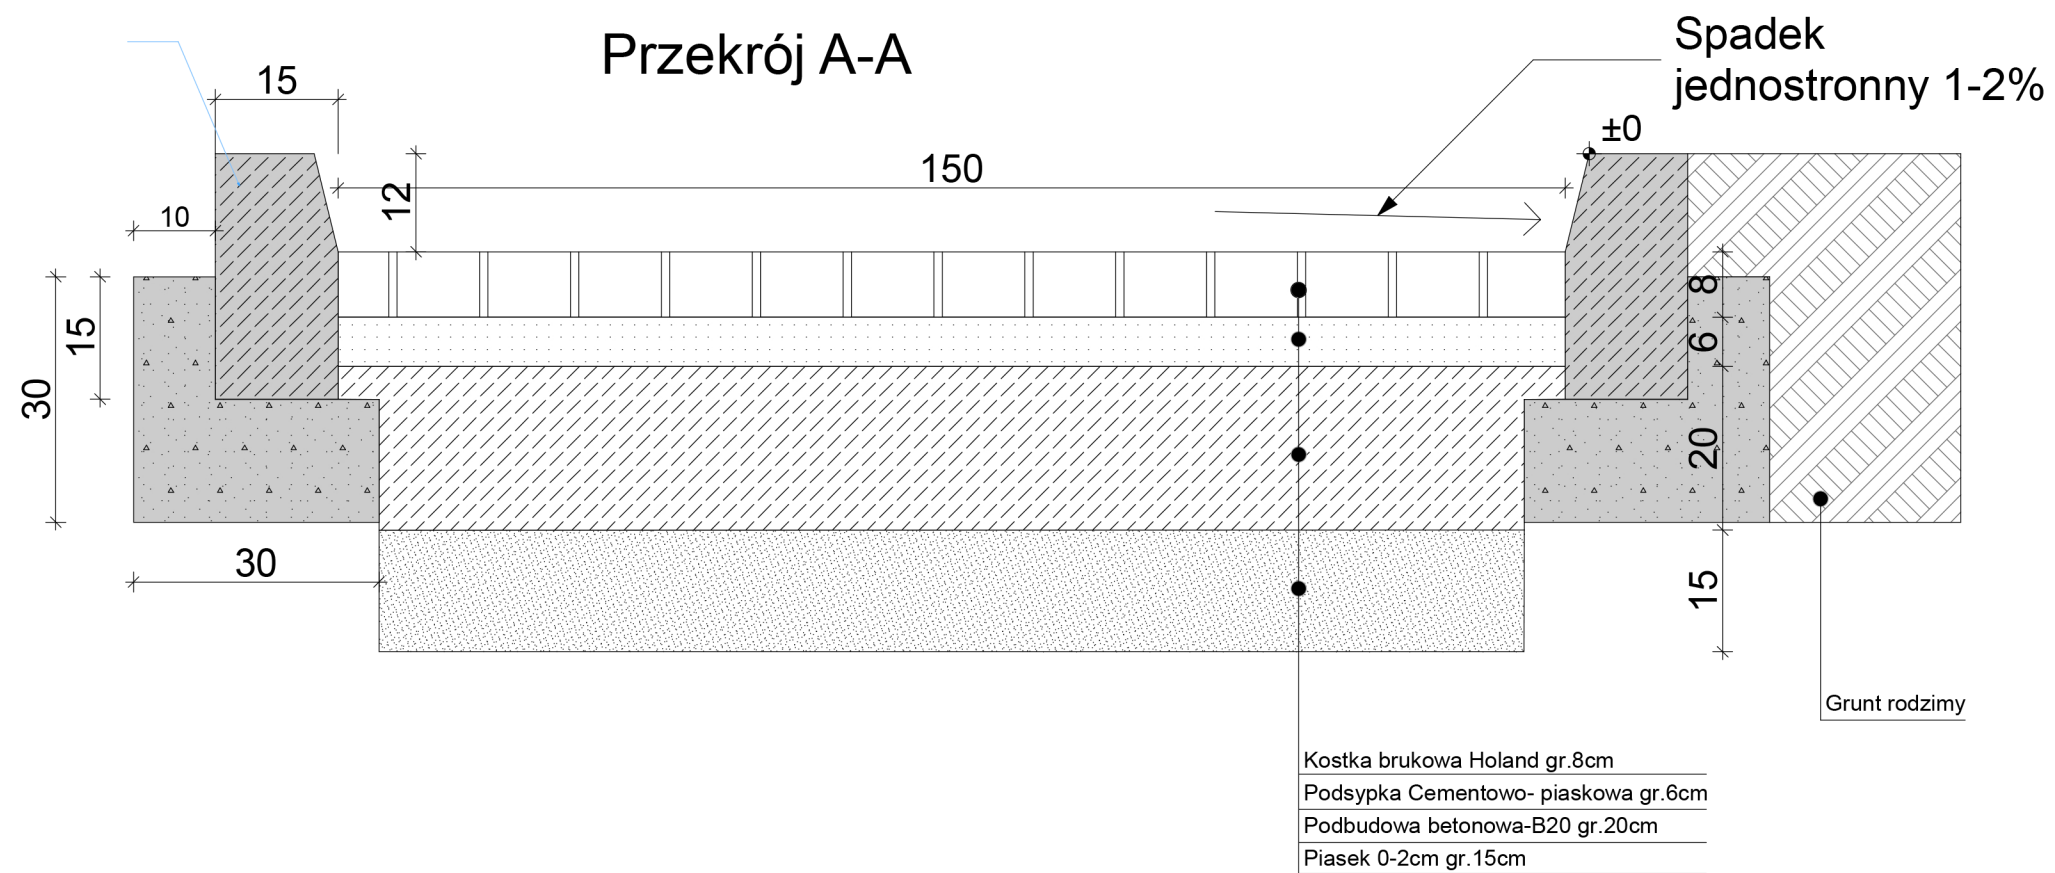 Przekrój A-A
Spadek
jednostronny 1-2%
15
±0
150
12
10
8
15
6
30
20
30
15
Grunt rodzimy
Kostka brukowa Holand gr.8cm
Podsypka Cementowo- piaskowa gr.6cm
Podbudowa betonowa-B20 gr.20cm
Piasek 0-2cm gr.15cm